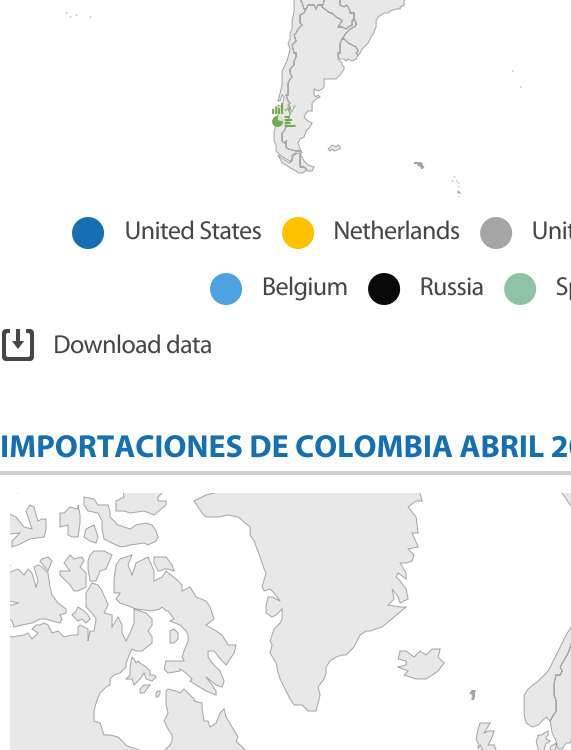 United States Netherlands
Belgium Russia
Download data
IMPORTACIONES DE COLOMBIA ABRIL